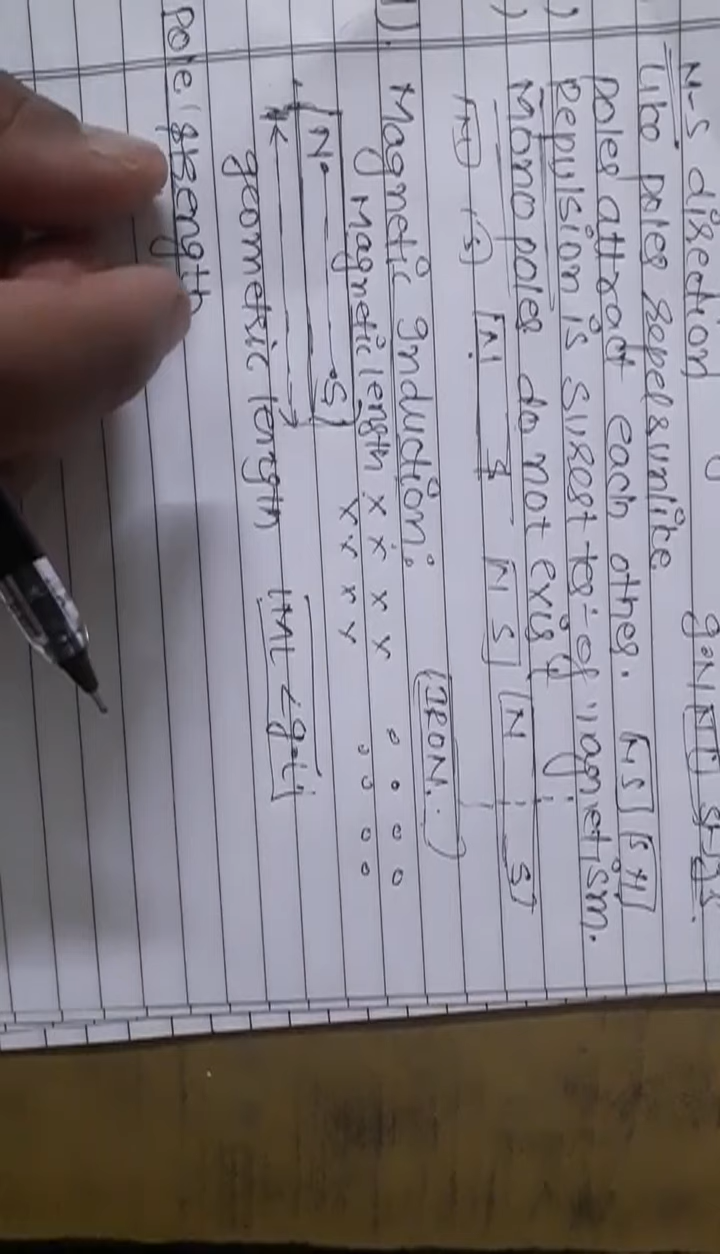 N-S direction
Like poles repel & unlike
poles attract each other. [N S] [S N]
Repulsion is surest test of magnetism.
Mono poles do not exist
(N) (S) [N S [N S] [N S]
(IRON..)
). Magnetic Induction:
Magnetic length x x x x
[N S] x x x x
geometric length
Pole strength